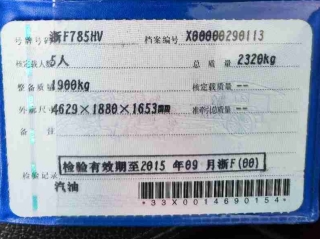 号牌号码 浙F785HV 档案编号 X00000290113
核定载人数 5人 总质量 2320kg
整备质量 1900kg 核定载质量 --
外廓尺寸 4629×1880×1653mm 准牵引总质量 --
备注
检验记录 检验有效期至2015年09月浙F(00)
汽油
*33X0014690154*